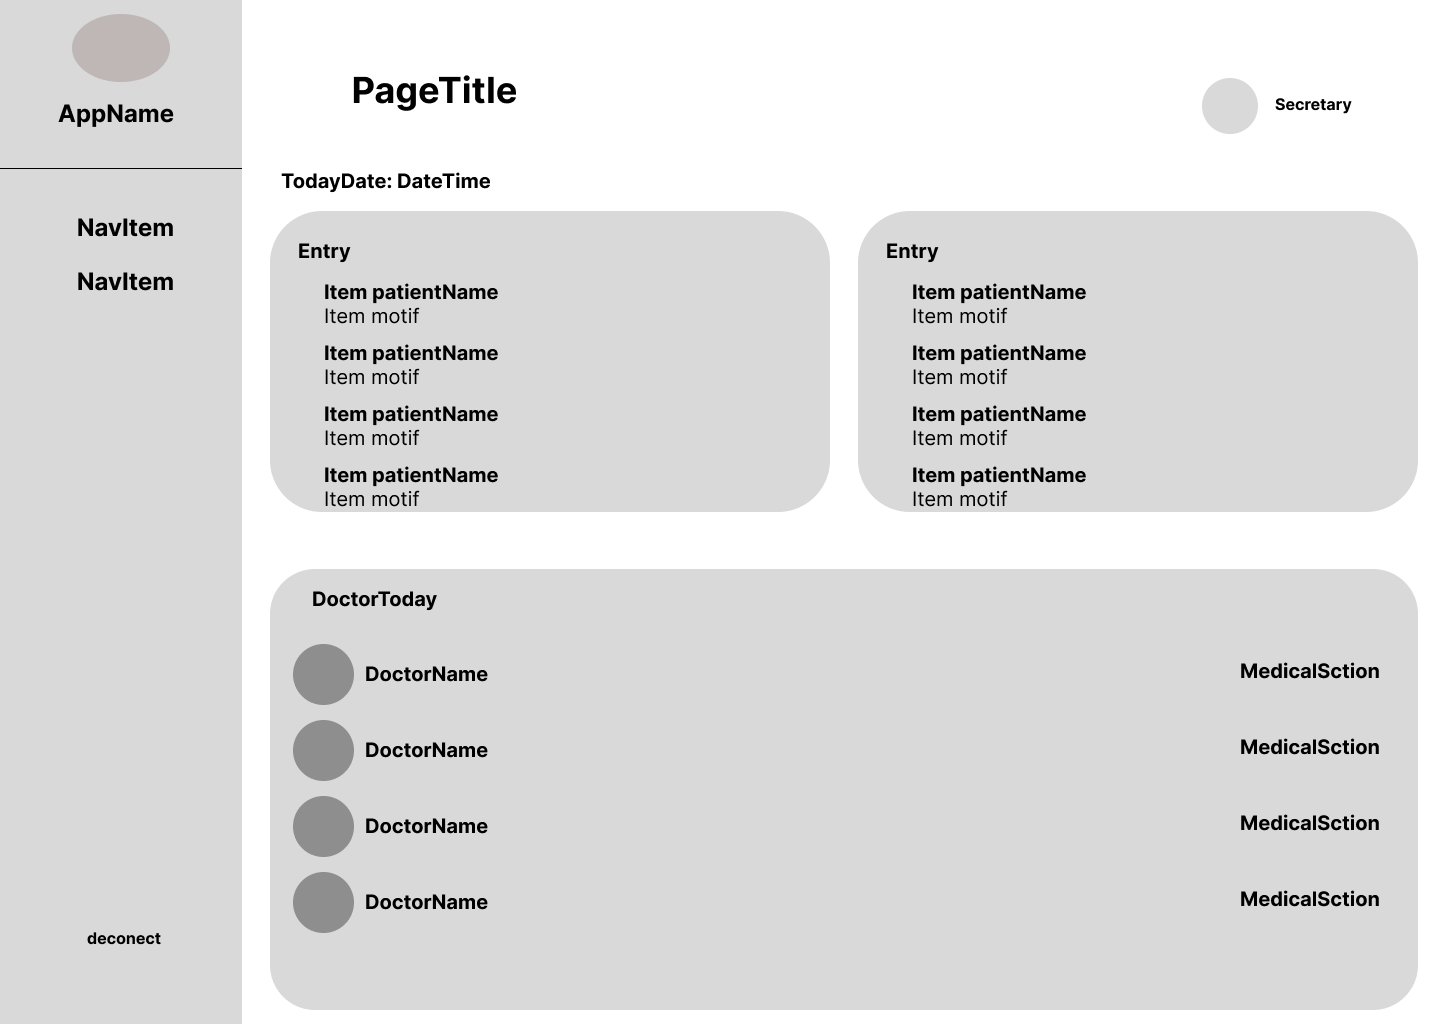 AppName
NavItem
NavItem
deconect
PageTitle
Secretary
TodayDate: DateTime
Entry
Item patientName
Item motif
Item patientName
Item motif
Item patientName
Item motif
Item patientName
Item motif
Entry
Item patientName
Item motif
Item patientName
Item motif
Item patientName
Item motif
Item patientName
Item motif
DoctorToday
DoctorName
MedicalSction
DoctorName
MedicalSction
DoctorName
MedicalSction
DoctorName
MedicalSction